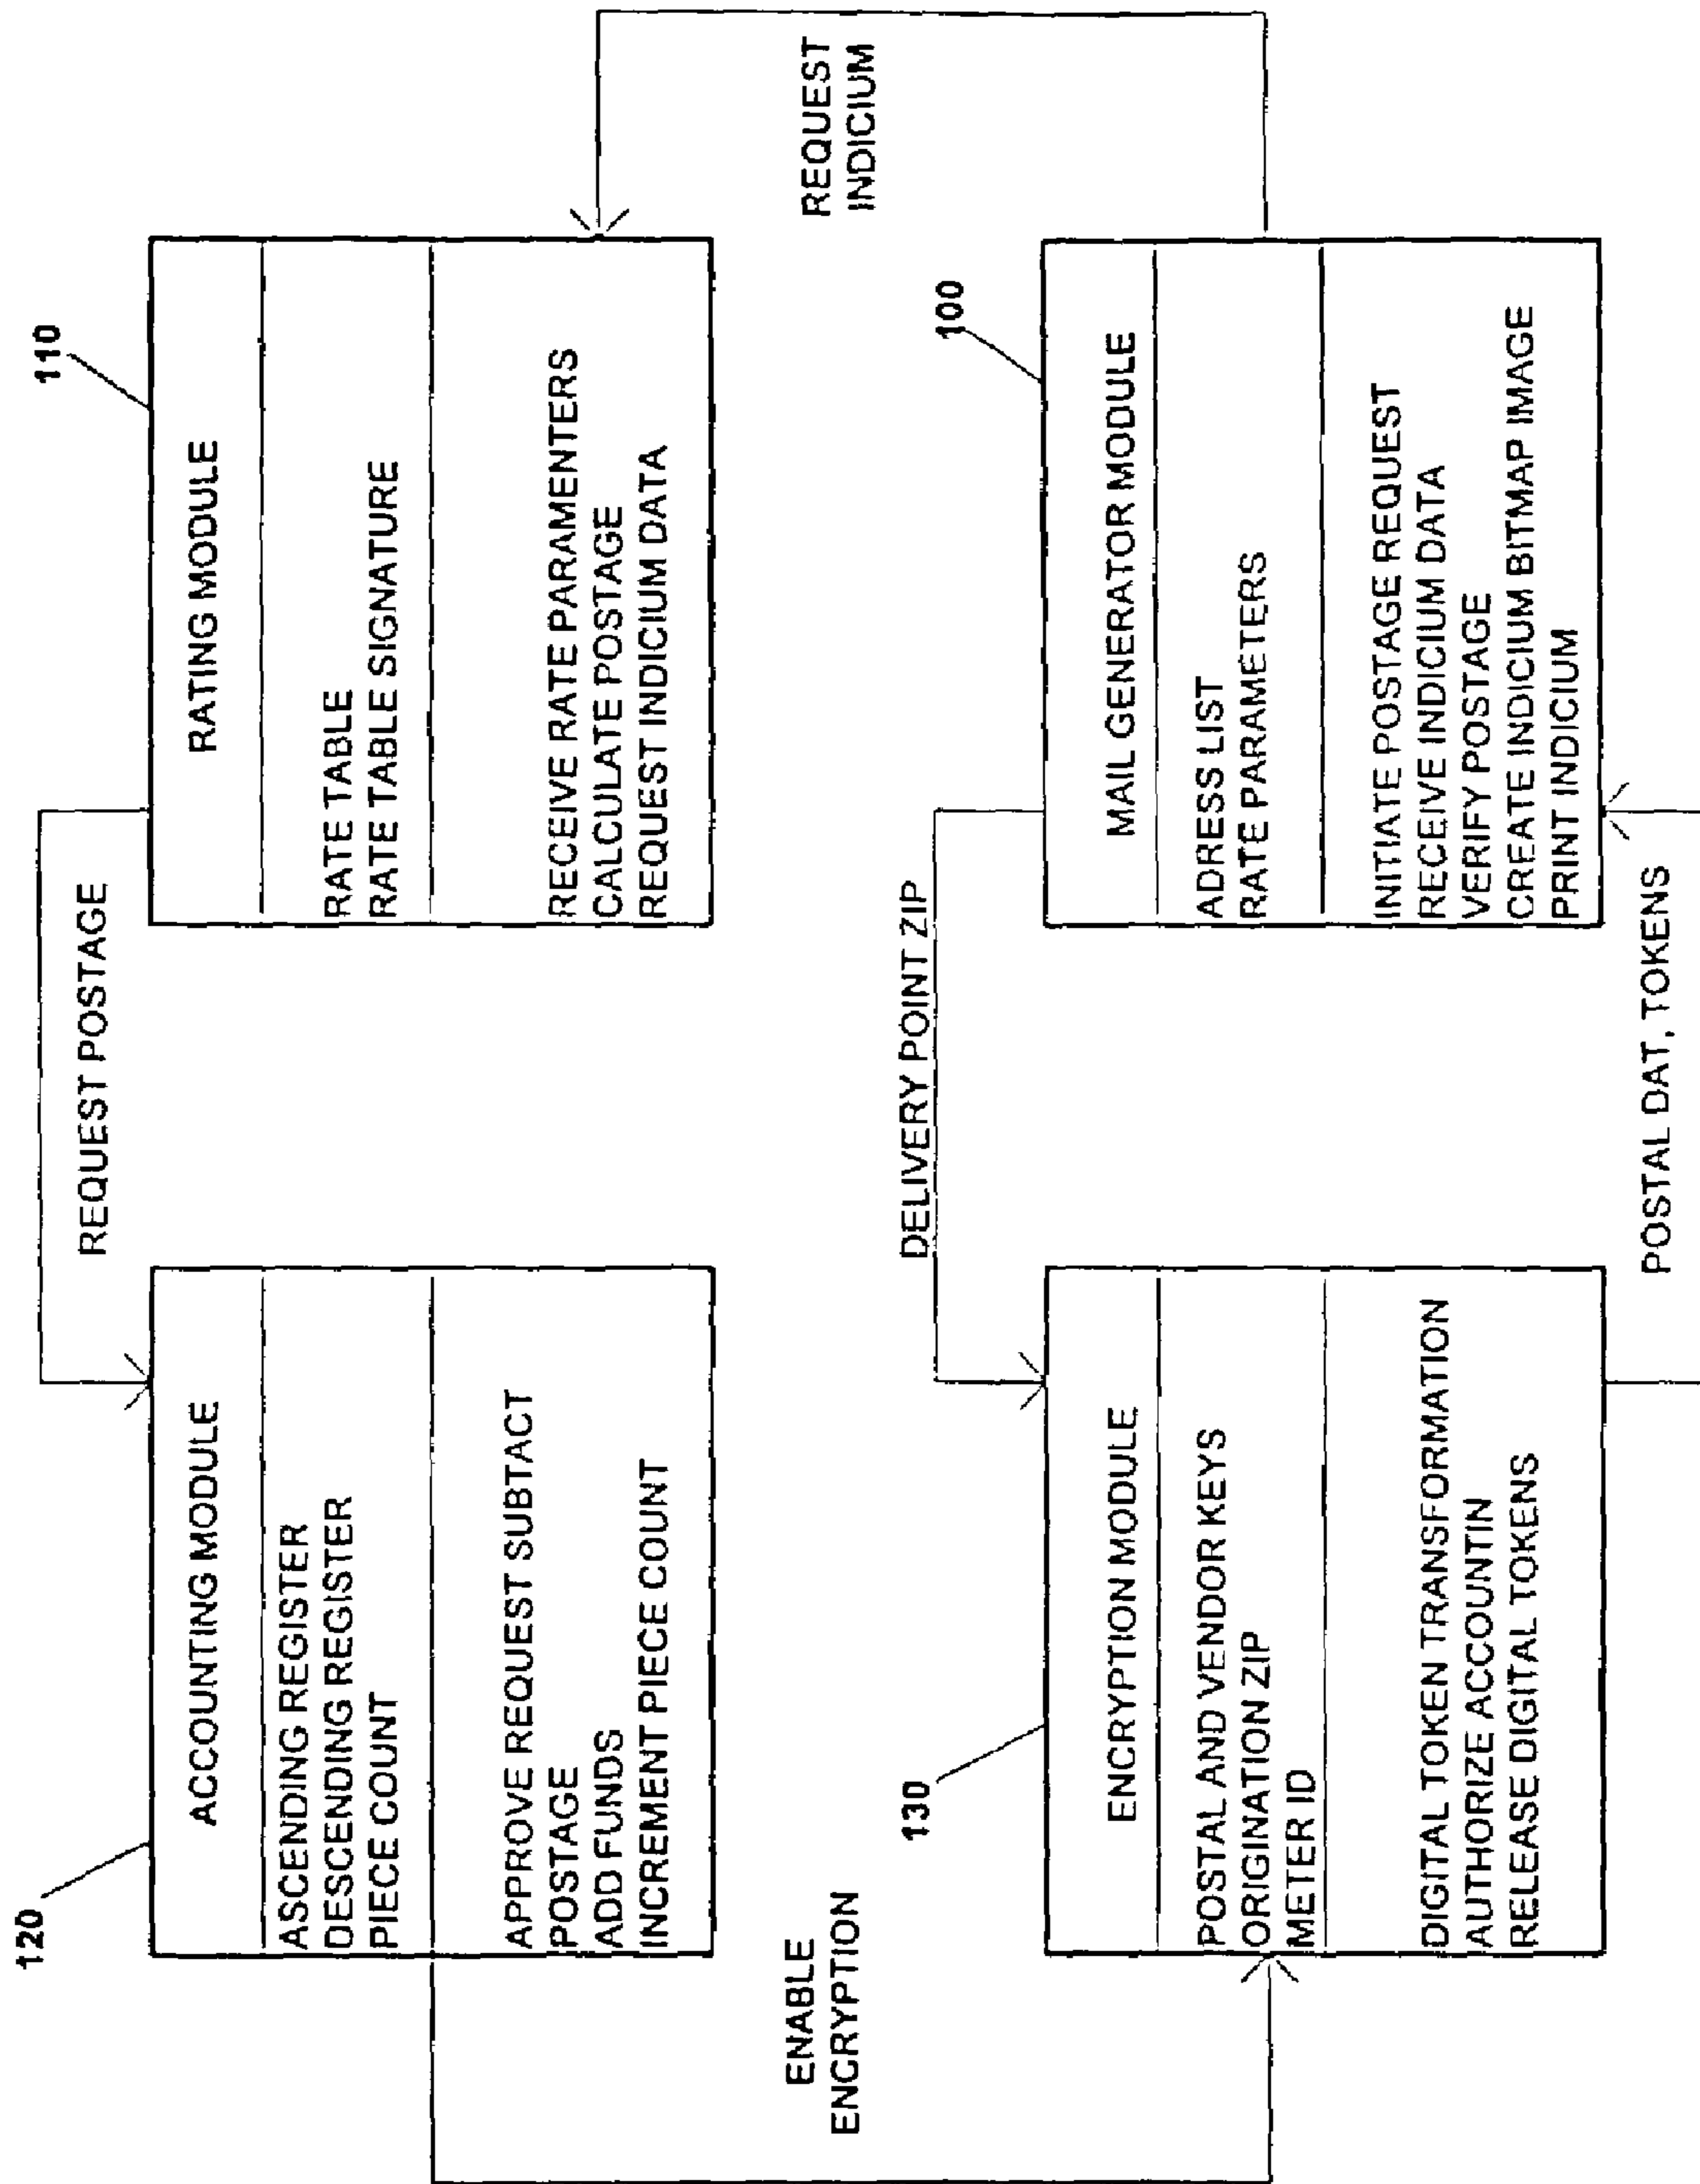 120
ACCOUNTING MODULE
ASCENDING REGISTER
DESCENDING REGISTER
PIECE COUNT
APPROVE REQUEST SUBTACT
POSTAGE
ADD FUNDS
INCREMENT PIECE COUNT
REQUEST POSTAGE
110
RATING MODULE
RATE TABLE
RATE TABLE SIGNATURE
RECEIVE RATE PARAMENTERS
CALCULATE POSTAGE
REQUEST INDICIUM DATA
ENABLE
ENCRYPTION
REQUEST
INDICIUM
130
ENCRYPTION MODULE
POSTAL AND VENDOR KEYS
ORIGINATION ZIP
METER ID
DIGITAL TOKEN TRANSFORMATION
AUTHORIZE ACCOUNTIN
RELEASE DIGITAL TOKENS
DELIVERY POINT ZIP
100
MAIL GENERATOR MODULE
ADRESS LIST
RATE PARAMETERS
INITIATE POSTAGE REQUEST
RECEIVE INDICIUM DATA
VERIFY POSTAGE
CREATE INDICIUM BITMAP IMAGE
PRINT INDICIUM
POSTAL DAT, TOKENS